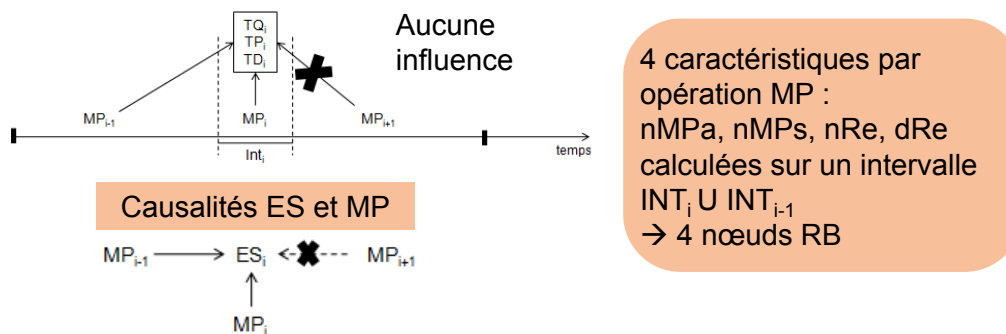 TQi
TPi
TDi
Aucune
influence
MPi-1
MPi
MPi+1
temps
Inti
Causalités ES et MP
MPi-1
ESi
MPi+1
MPi
4 caractéristiques par
opération MP :
nMPa, nMPs, nRe, dRe
calculées sur un intervalle
INTi U INTi-1
→ 4 nœuds RB